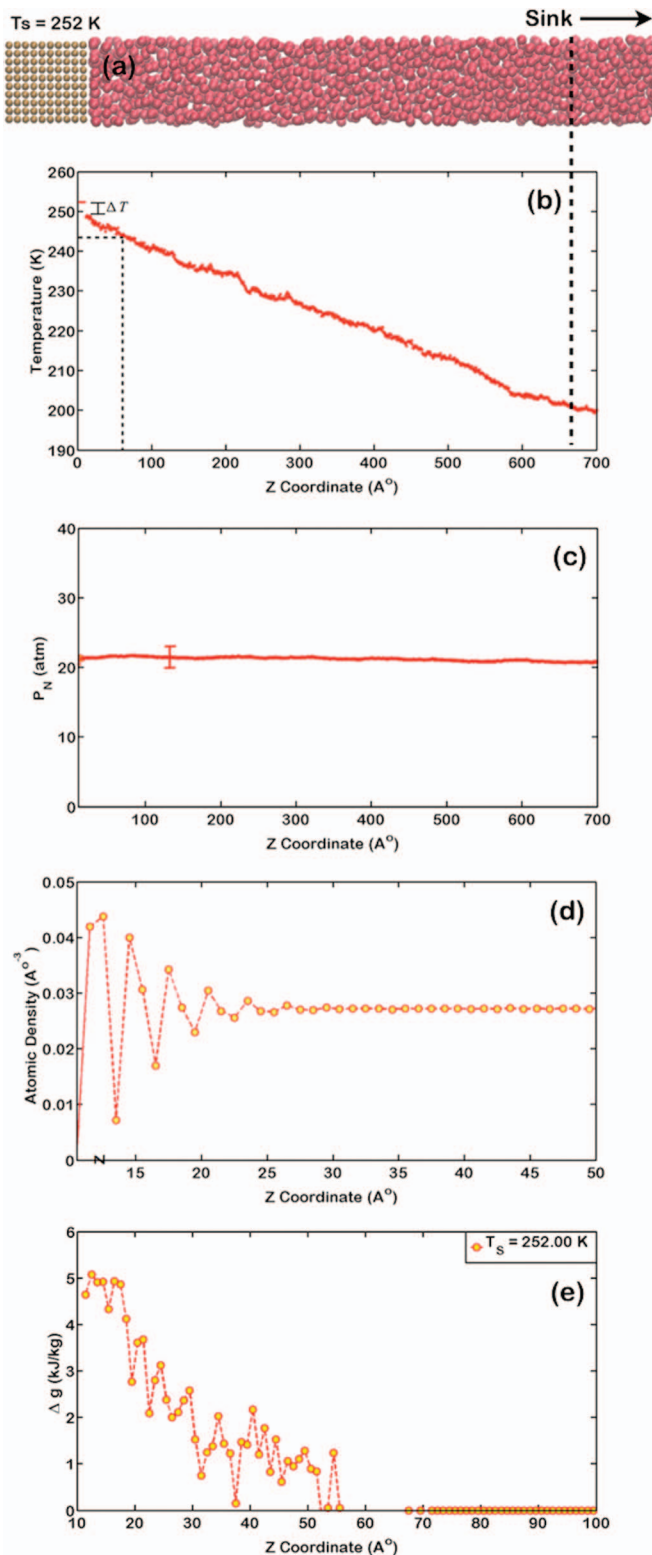 Ts = 252 K
Sink
(a)
260
250
240
230
220
210
200
190
Temperature (K)
ΔT
(b)
0 100 200 300 400 500 600 700
Z Coordinate (A°)
40
30
20
10
0
P_N (atm)
(c)
100 200 300 400 500 600 700
Z Coordinate (A°)
0.05
0.04
0.03
0.02
0.01
0
Atomic Density (A°⁻³)
(d)
15 20 25 30 35 40 45 50
Z Coordinate (A°)
6
5
4
3
2
1
0
Δ g (kJ/kg)
T_S = 252.00 K
(e)
10 20 30 40 50 60 70 80 90 100
Z Coordinate (A°)